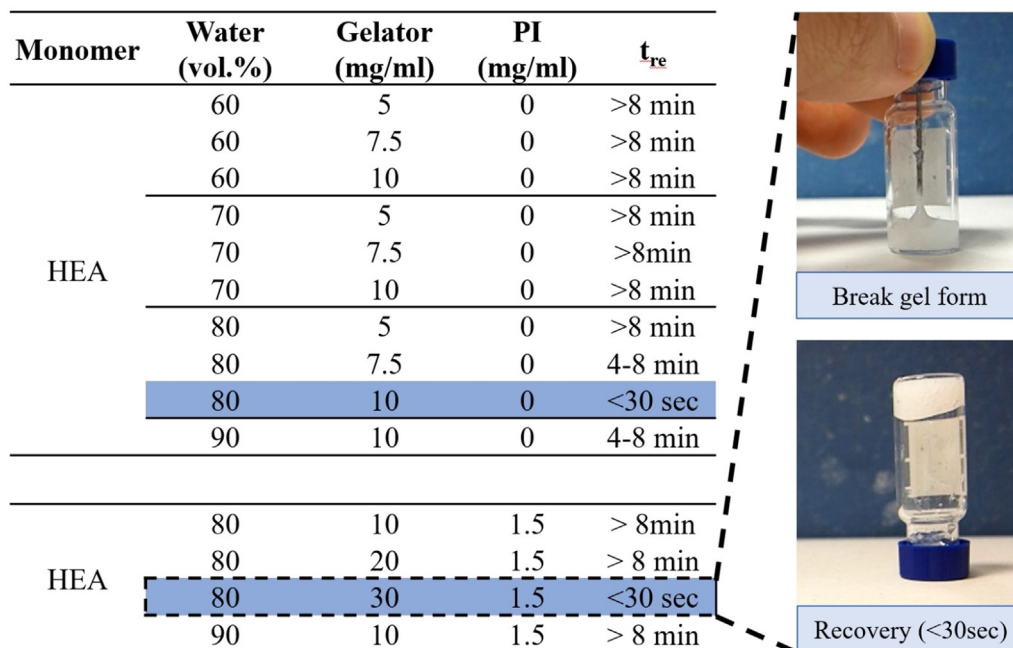 Monomer Water (vol.%) Gelator (mg/ml) PI (mg/ml) tre
60 5 0 >8 min
60 7.5 0 >8 min
60 10 0 >8 min
70 5 0 >8 min
HEA 70 7.5 0 >8min
70 10 0 >8 min
80 5 0 >8 min
80 7.5 0 4-8 min
80 10 0 <30 sec
90 10 0 4-8 min
80 10 1.5 > 8min
80 20 1.5 > 8 min
HEA 80 30 1.5 <30 sec
90 10 1.5 > 8 min
Break gel form
Recovery (<30sec)